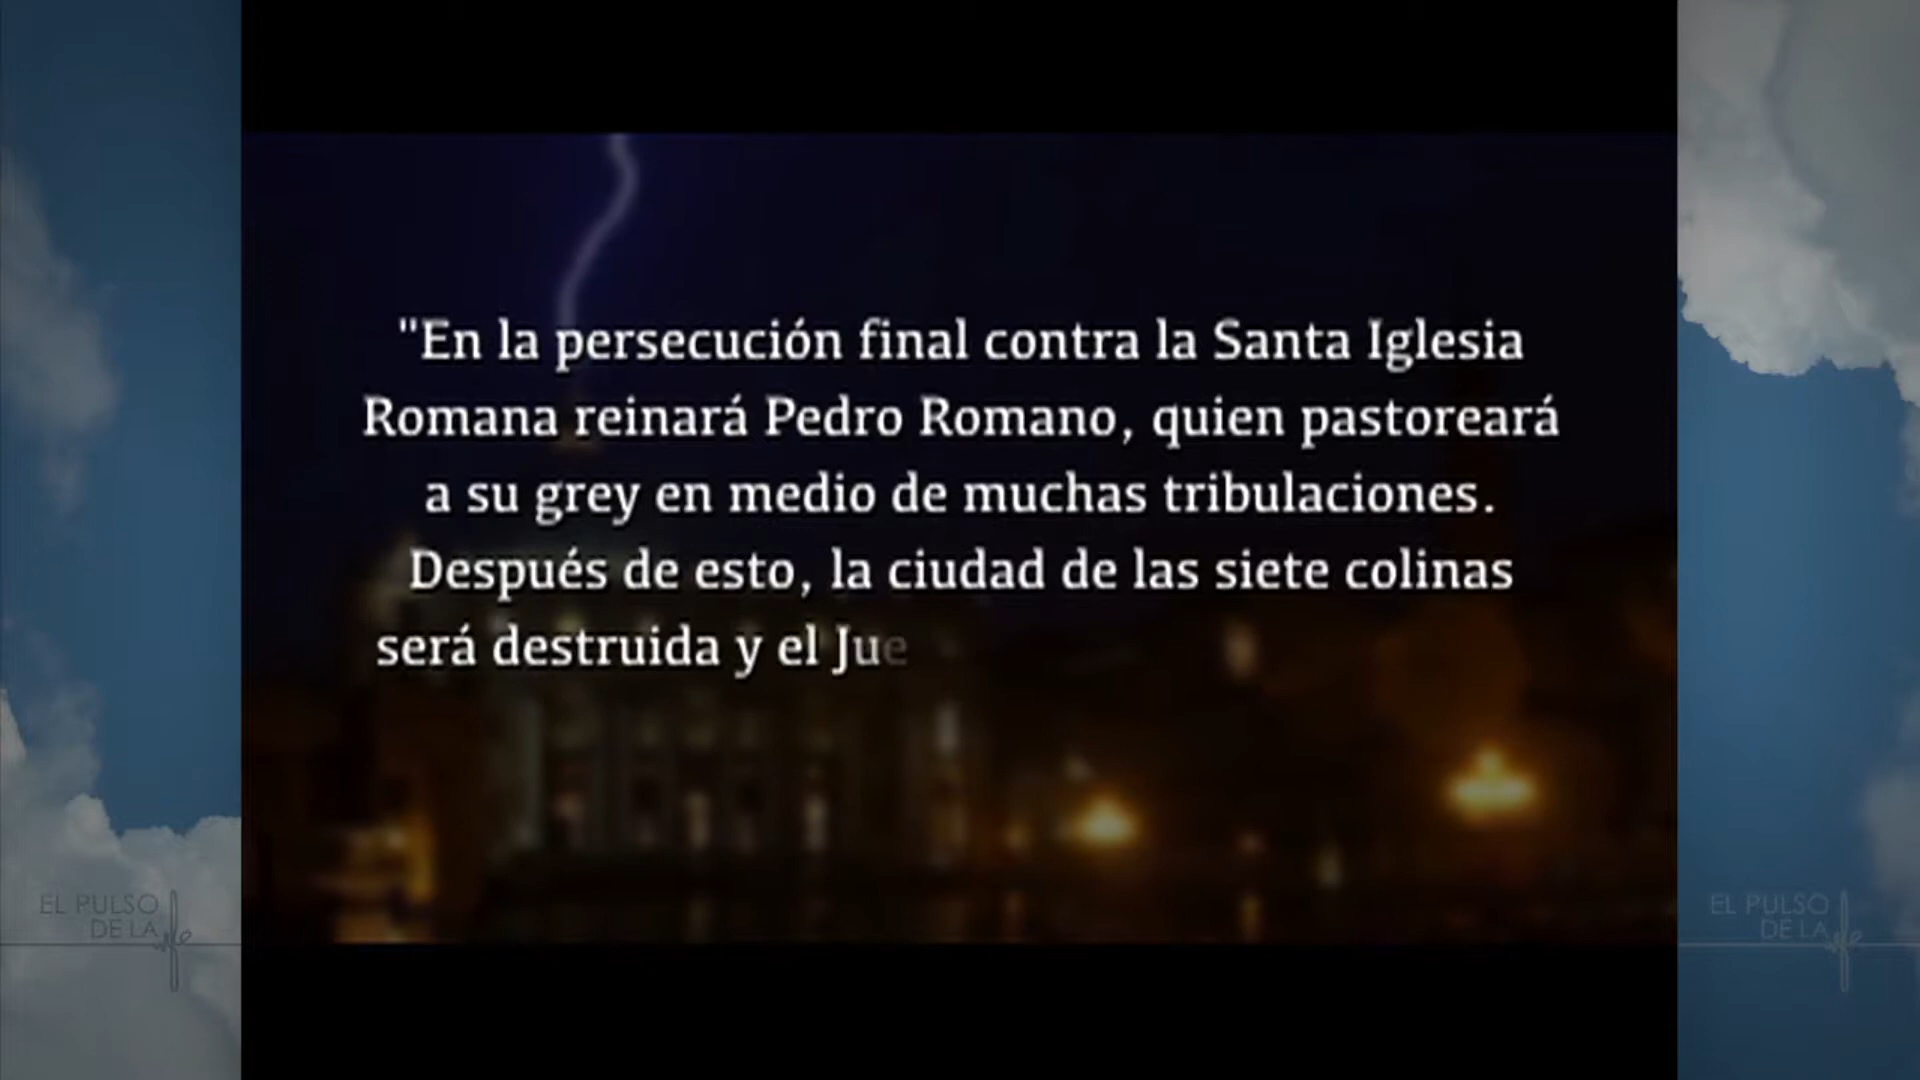 "En la persecución final contra la Santa Iglesia
Romana reinará Pedro Romano, quien pastoreará
a su grey en medio de muchas tribulaciones.
Después de esto, la ciudad de las siete colinas
será destruida y el Jue
EL PULSO
DE LA
EL PULSO
DE LA